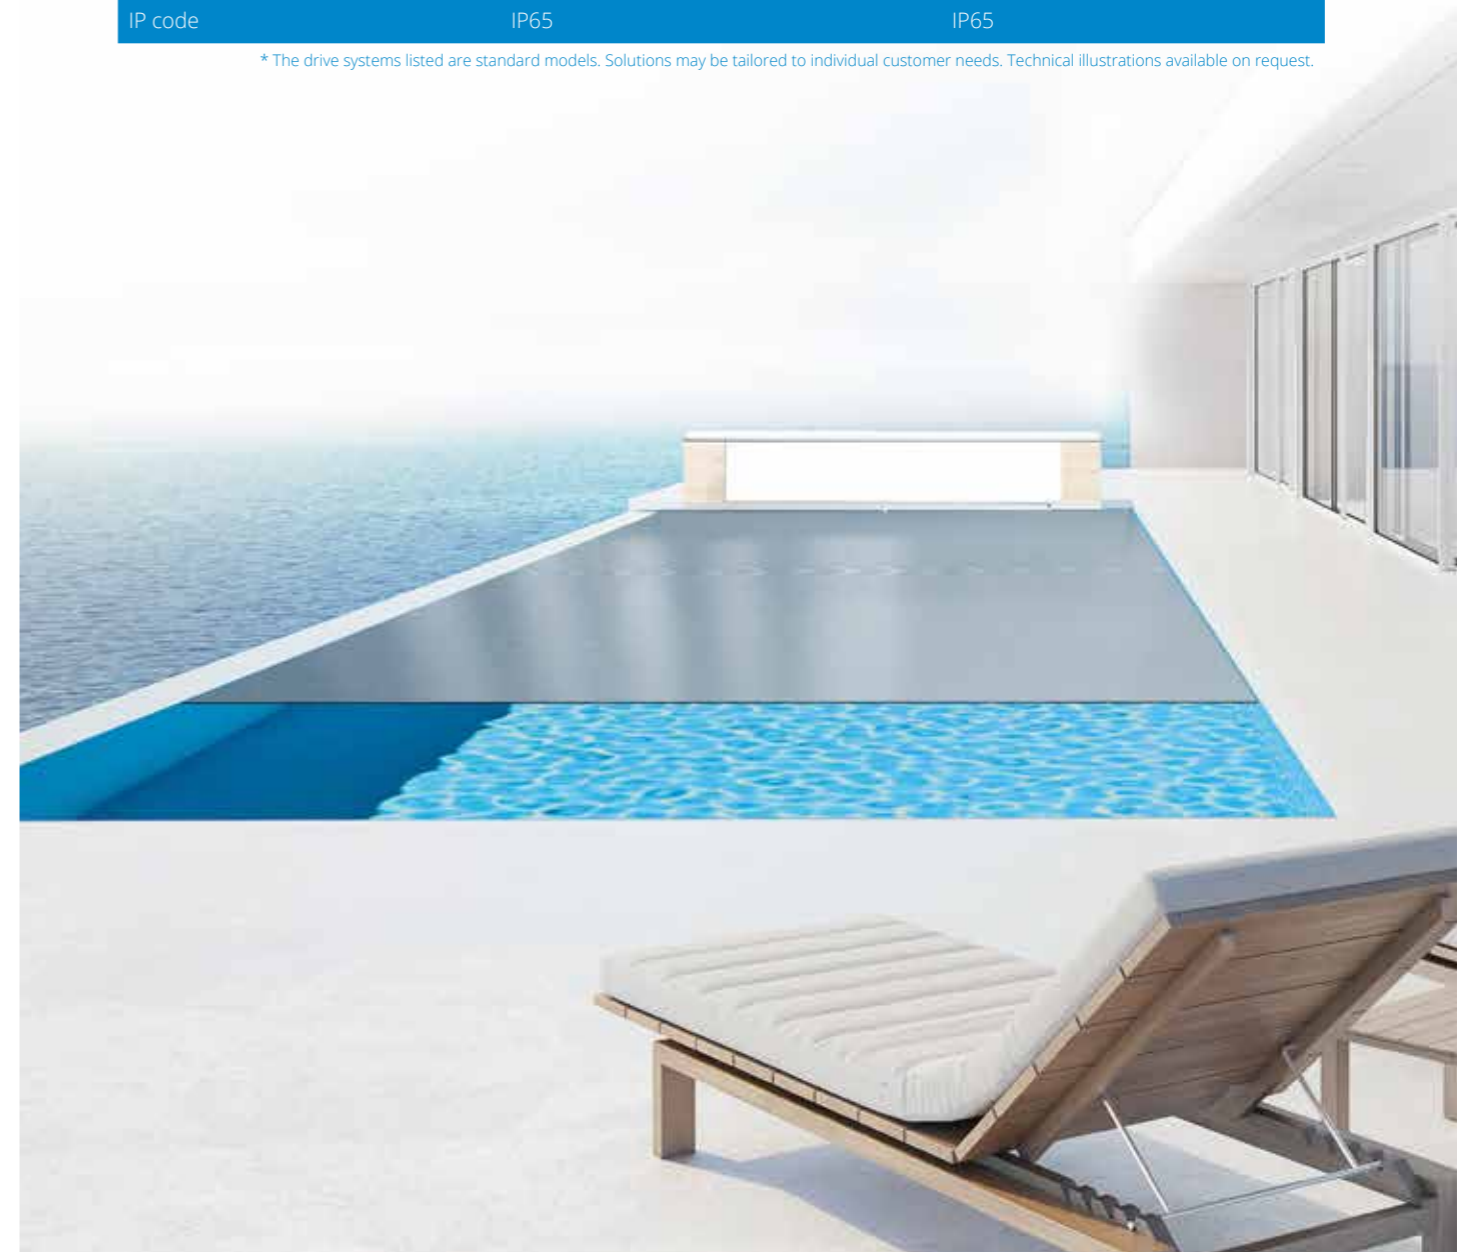 IP code IP65 IP65
* The drive systems listed are standard models. Solutions may be tailored to individual customer needs. Technical illustrations available on request.